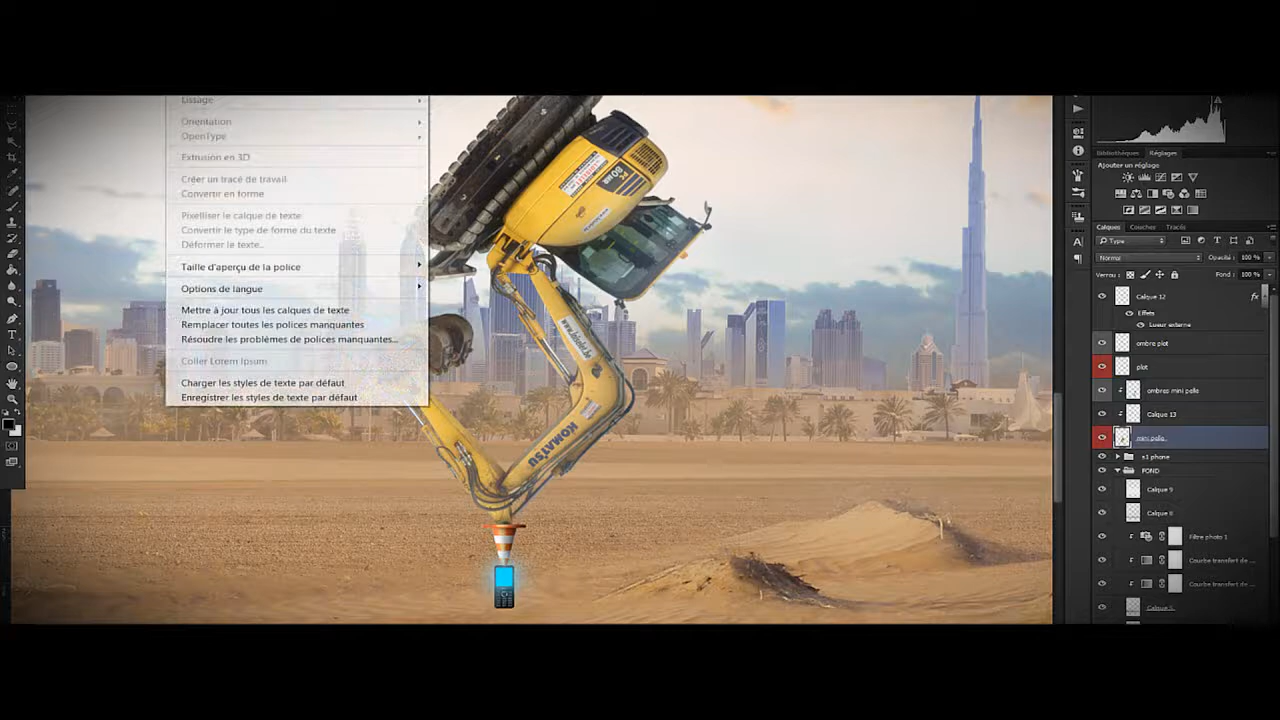 Lissage
Orientation
OpenType
Extrusion en 3D
Créer un tracé de travail
Convertir en forme
Pixelliser le calque de texte
Convertir le type de forme du texte
Déformer le texte...
Taille d'aperçu de la police
Options de langue
Mettre à jour tous les calques de texte
Remplacer toutes les polices manquantes
Résoudre les problèmes de polices manquantes...
Coller Lorem Ipsum
Charger les styles de texte par défaut
Enregistrer les styles de texte par défaut
KOMATSU
Bibliothèques Réglages
Ajouter un réglage
Calques Couches Tracés
Type
Normal Opacité : 100 %
Verrou : Fond : 100 %
Calque 12 fx
Effets
Lueur externe
ombre plot
plot
ombres mini pelle
Calque 13
mini pelle
s1 phone
FOND
Calque 9
Calque 8
Filtre photo 1
Courbe transfert de ...
Courbe transfert de ...
Calque 5